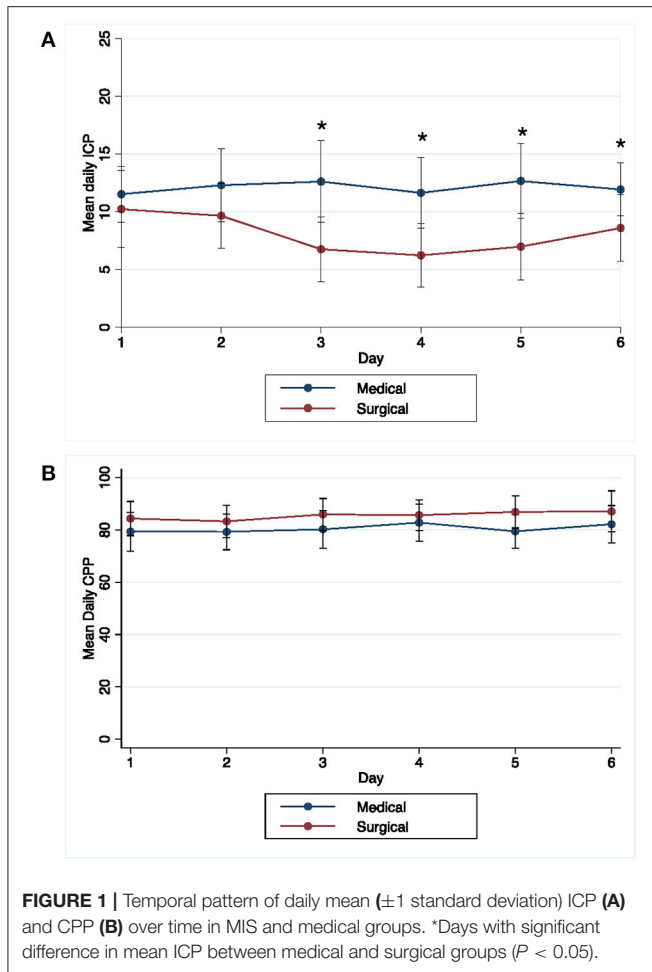 A
25
20
15
10
5
0
Mean daily ICP
* * * *
1 2 3 4 5 6
Day
Medical
Surgical
B
100
80
60
40
20
0
Mean Daily CPP
1 2 3 4 5 6
Day
Medical
Surgical
FIGURE 1 | Temporal pattern of daily mean (±1 standard deviation) ICP (A)
and CPP (B) over time in MIS and medical groups. *Days with significant
difference in mean ICP between medical and surgical groups (P < 0.05).